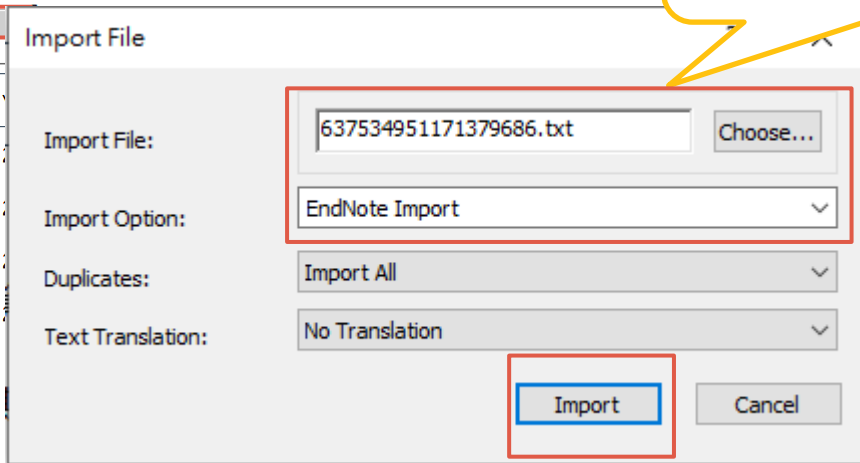 Import File
Import File: 637534951171379686.txt Choose...
Import Option: EndNote Import
Duplicates: Import All
Text Translation: No Translation
Import Cancel